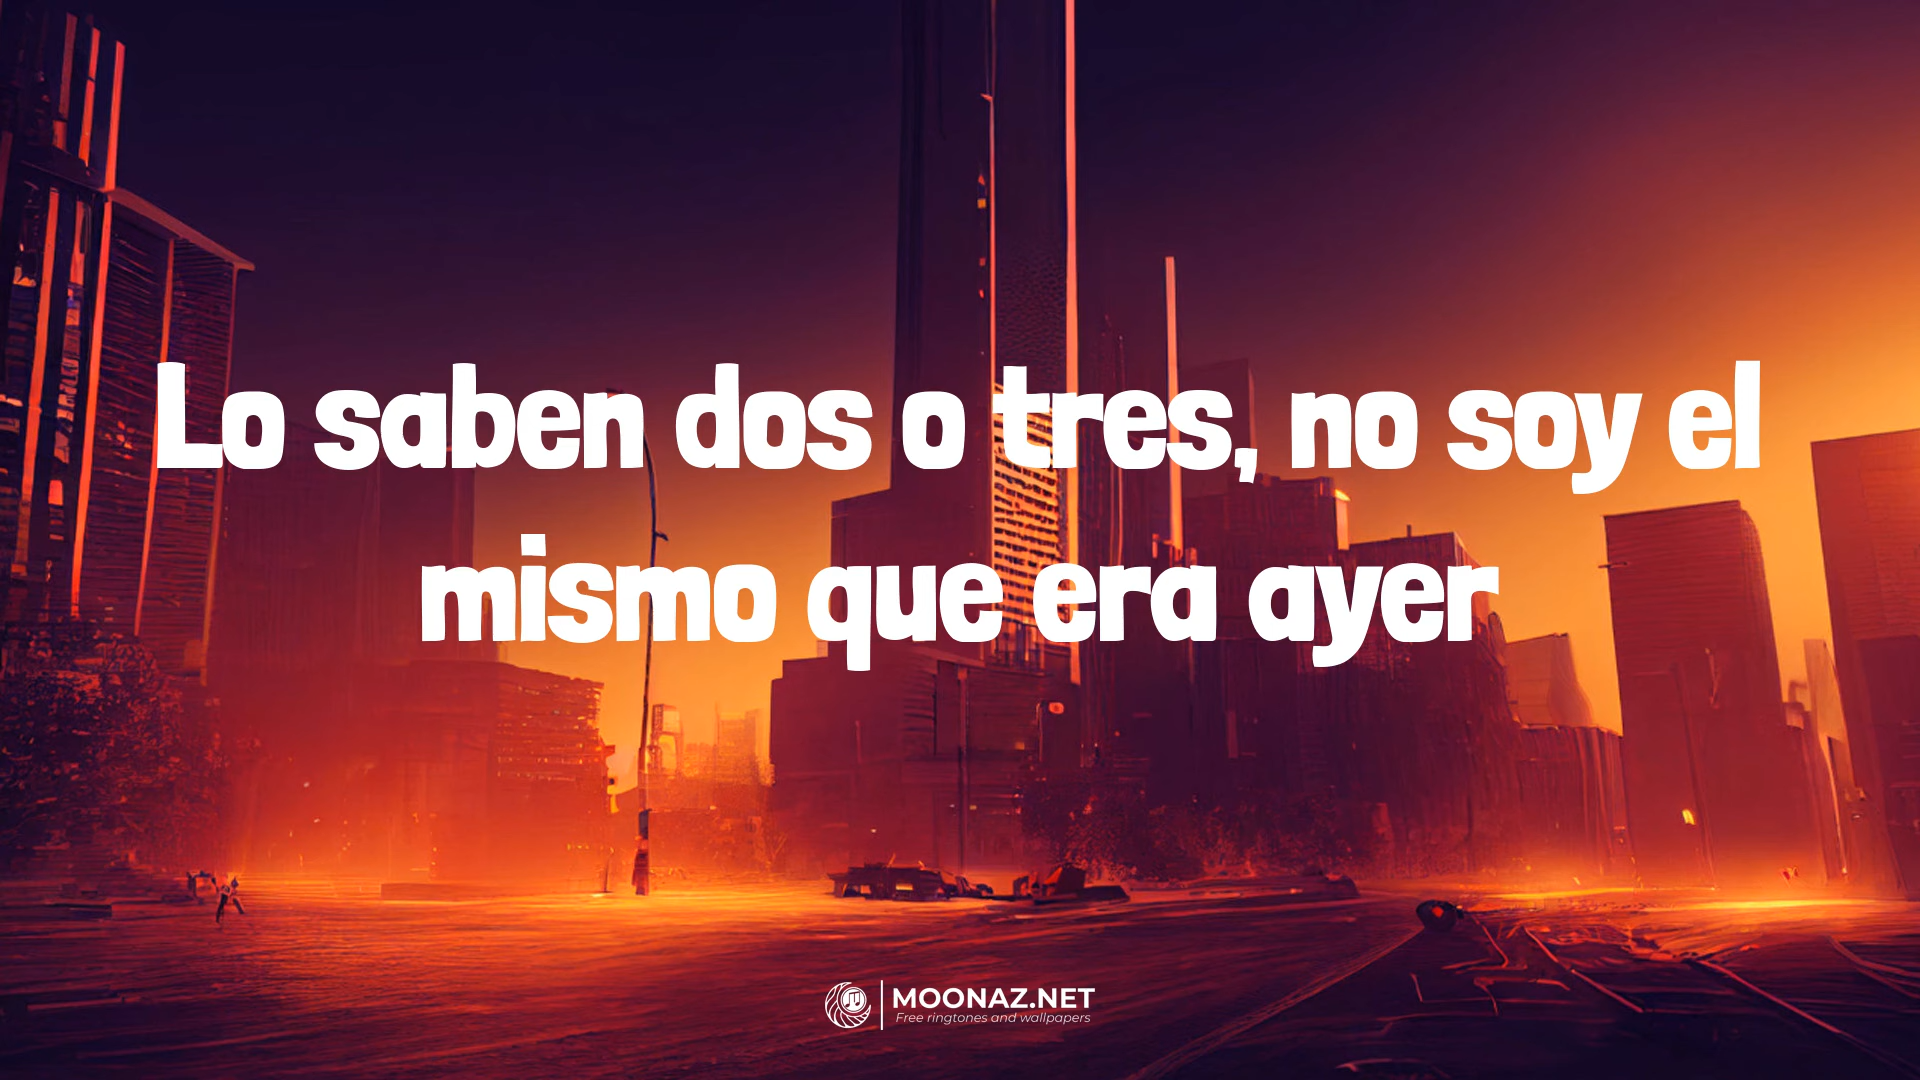 Lo saben dos o tres, no soy el
mismo que era ayer
MOONAZ.NET
Free ringtones and wallpapers